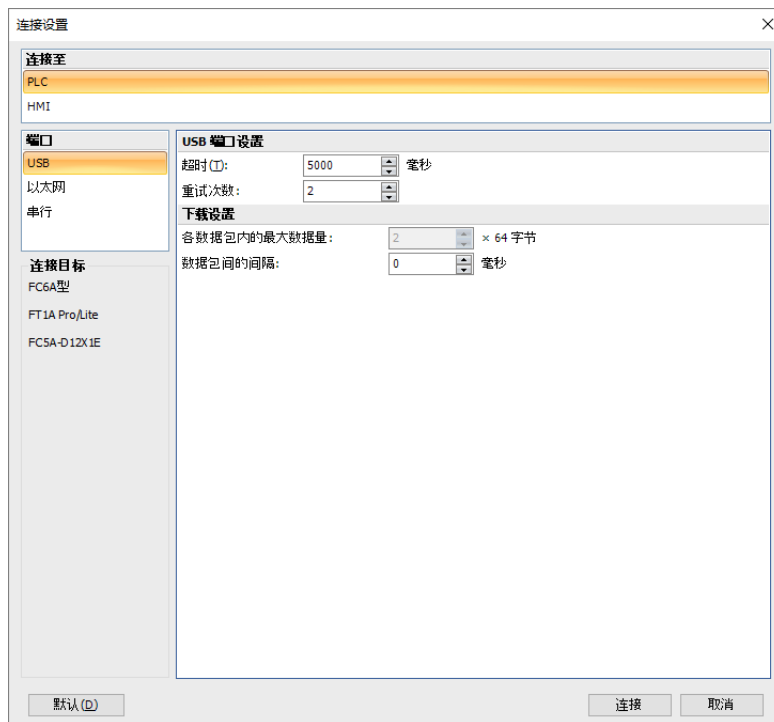 连接设置
连接至
PLC
HMI
端口
USB
以太网
串行
连接目标
FC6A型
FT1A Pro/Lite
FC5A-D12X1E
USB 端口设置
超时(T): 5000 毫秒
重试次数: 2
下载设置
各数据包内的最大数据量: 2 × 64 字节
数据包间的间隔: 0 毫秒
默认(D) 连接 取消